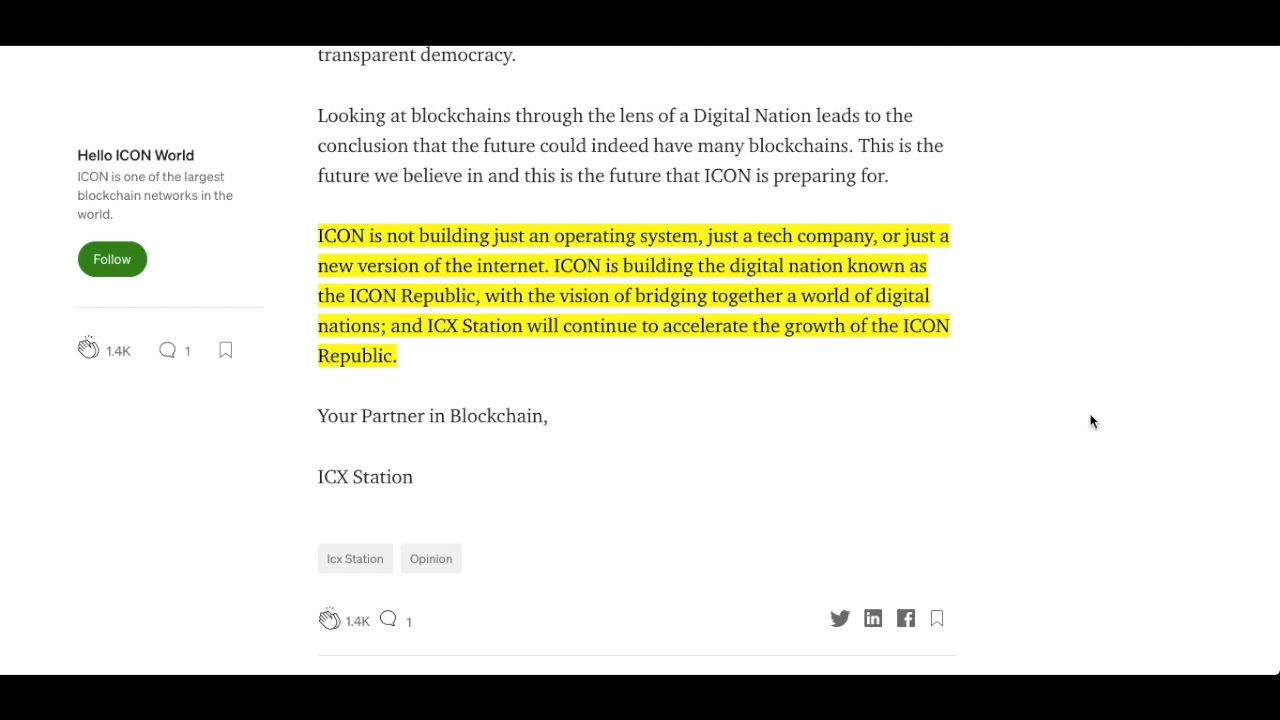 transparent democracy.
Hello ICON World
ICON is one of the largest
blockchain networks in the
world.
Follow
1.4K 1
Looking at blockchains through the lens of a Digital Nation leads to the
conclusion that the future could indeed have many blockchains. This is the
future we believe in and this is the future that ICON is preparing for.
ICON is not building just an operating system, just a tech company, or just a
new version of the internet. ICON is building the digital nation known as
the ICON Republic, with the vision of bridging together a world of digital
nations; and ICX Station will continue to accelerate the growth of the ICON
Republic.
Your Partner in Blockchain,
ICX Station
Icx Station Opinion
1.4K 1